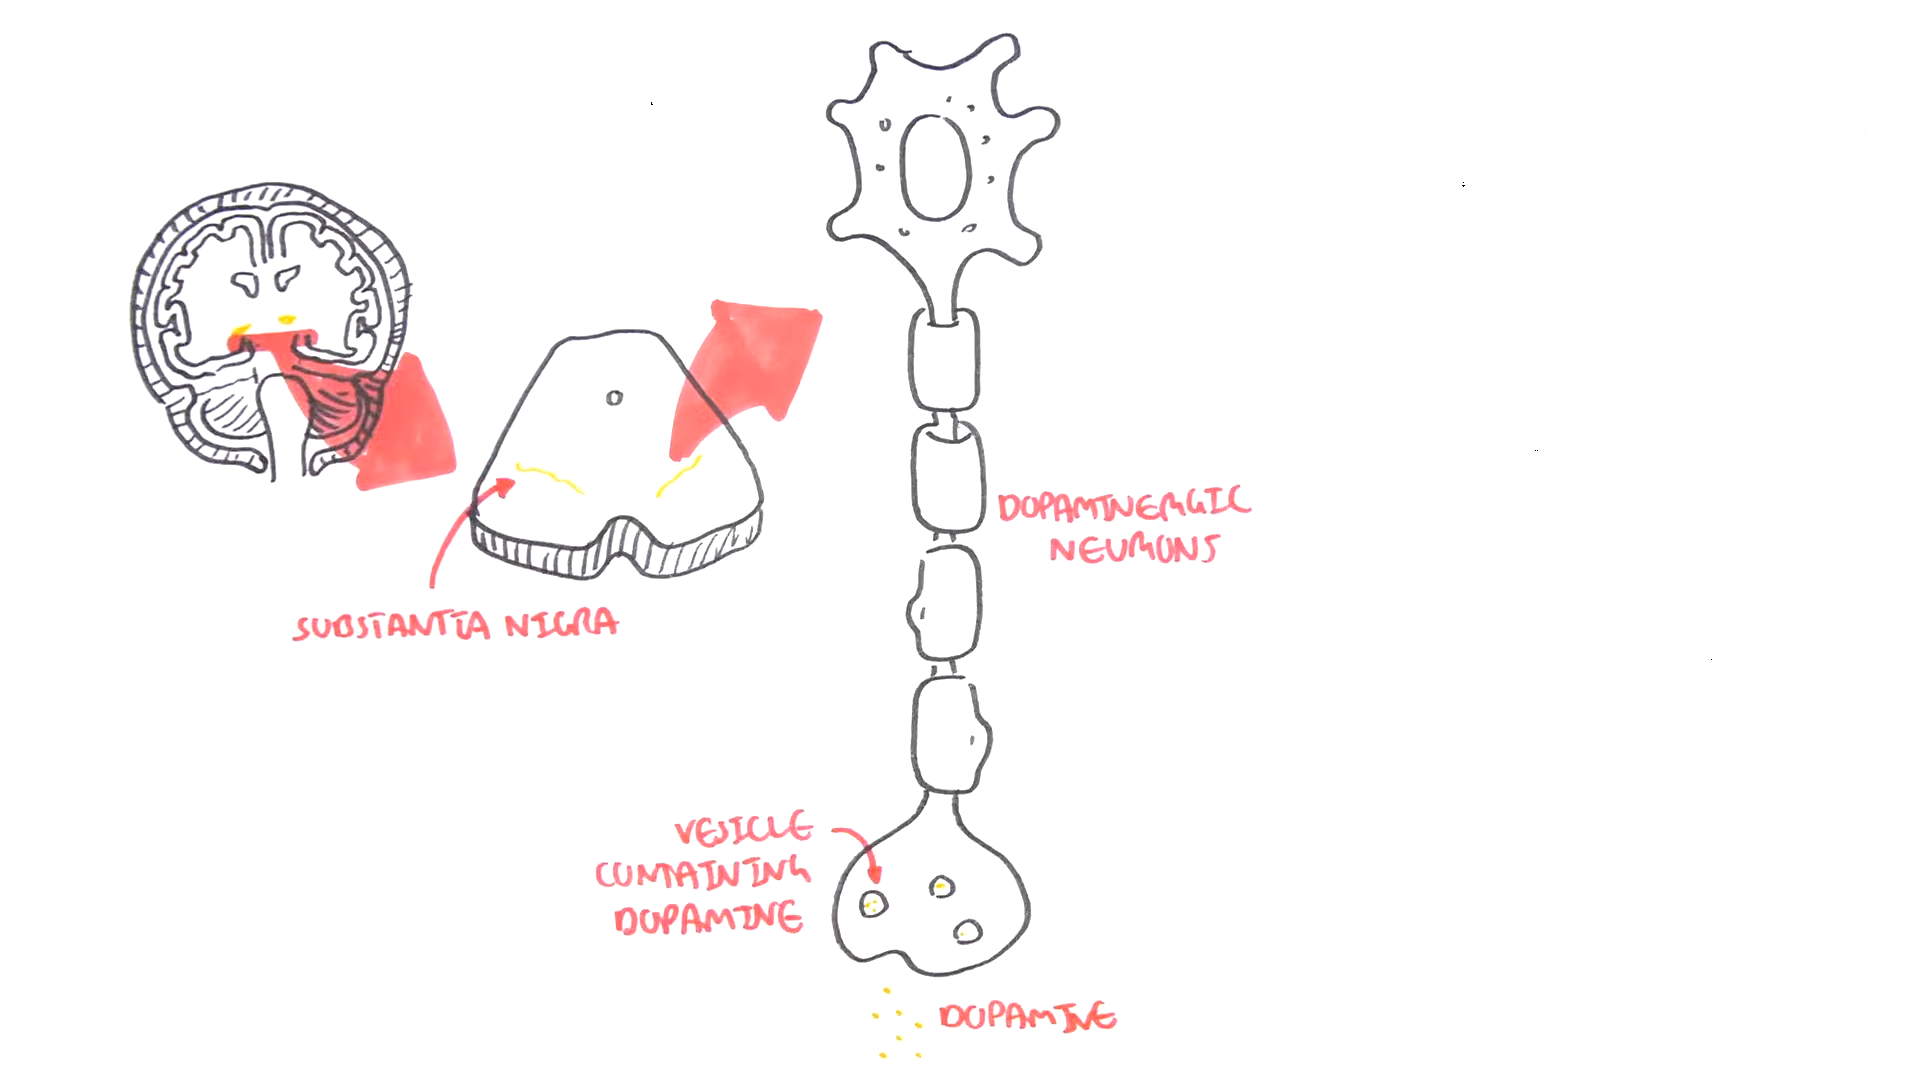 DOPAMINERGIC
NEURONS
SUBSTANTIA NIGRA
VESICLE
CONTAINING
DOPAMINE
DOPAMINE